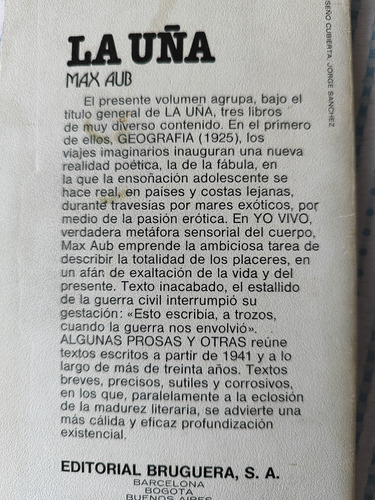 LA UÑA
MAX AUB
El presente volumen agrupa, bajo el
título general de LA UÑA, tres libros
de muy diverso contenido. En el primero
de ellos, GEOGRAFIA (1925), los
viajes imaginarios inauguran una nueva
realidad poética, la de la fábula, en
la que la ensoñación adolescente se
hace real, en países y costas lejanas,
durante travesías por mares exóticos, por
medio de la pasión erótica. En YO VIVO,
verdadera metáfora sensorial del cuerpo,
Max Aub emprende la ambiciosa tarea de
describir la totalidad de los placeres, en
un afán de exaltación de la vida y del
presente. Texto inacabado, el estallido
de la guerra civil interrumpió su
gestación: «Esto escribía, a trozos,
cuando la guerra nos envolvió».
ALGUNAS PROSAS Y OTRAS reúne
textos escritos a partir de 1941 y a lo
largo de más de treinta años. Textos
breves, precisos, sutiles y corrosivos,
en los que, paralelamente a la eclosión
de la madurez literaria, se advierte una
más cálida y eficaz profundización
existencial.
EDITORIAL BRUGUERA, S. A.
BARCELONA
BOGOTA
BUENOS AIRES
SEÑO CUBIERTA: JORGE SANCHEZ